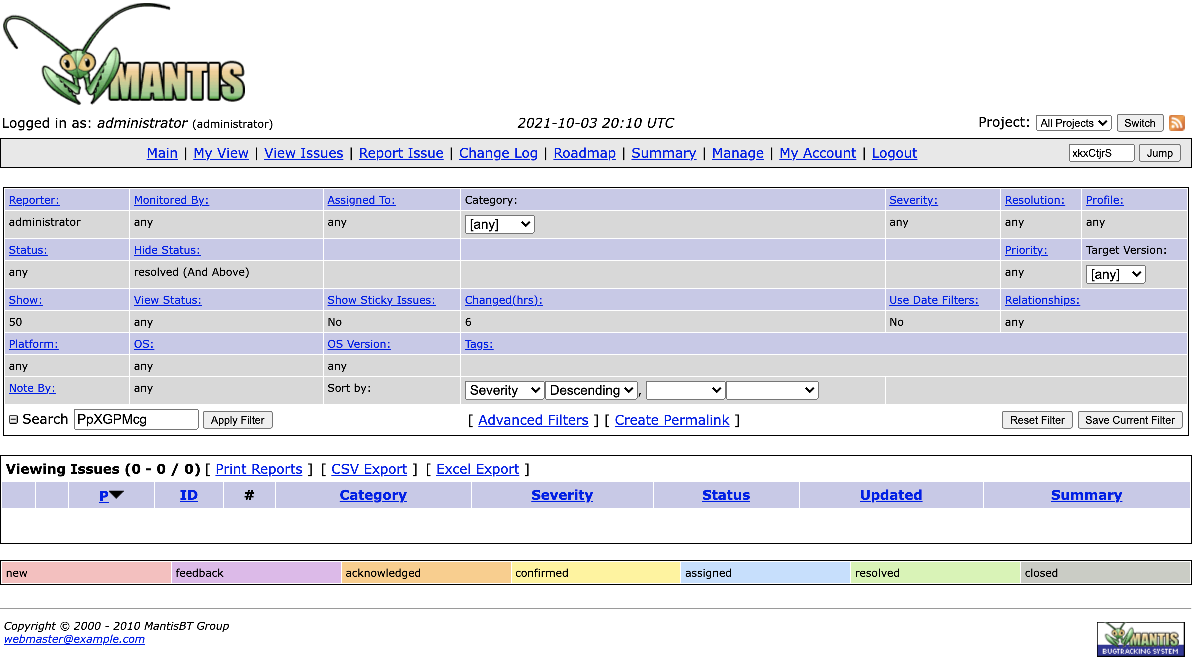 MANTIS
Logged in as: administrator (administrator) 2021-10-03 20:10 UTC Project: All Projects Switch
Main | My View | View Issues | Report Issue | Change Log | Roadmap | Summary | Manage | My Account | Logout xkxCtjrS Jump
Reporter: Monitored By: Assigned To: Category: Severity: Resolution: Profile:
administrator any any [any] any any any
Status: Hide Status: Priority: Target Version:
any resolved (And Above) any [any]
Show: View Status: Show Sticky Issues: Changed(hrs): Use Date Filters: Relationships:
50 any No 6 No any
Platform: OS: OS Version: Tags:
any any any
Note By: any Sort by: Severity Descending ,
Search PpXGPMcg Apply Filter [ Advanced Filters ] [ Create Permalink ] Reset Filter Save Current Filter
Viewing Issues (0 - 0 / 0) [ Print Reports ] [ CSV Export ] [ Excel Export ]
P ID # Category Severity Status Updated Summary
new feedback acknowledged confirmed assigned resolved closed
Copyright © 2000 - 2010 MantisBT Group
webmaster@example.com
MANTIS
BUGTRACKING SYSTEM